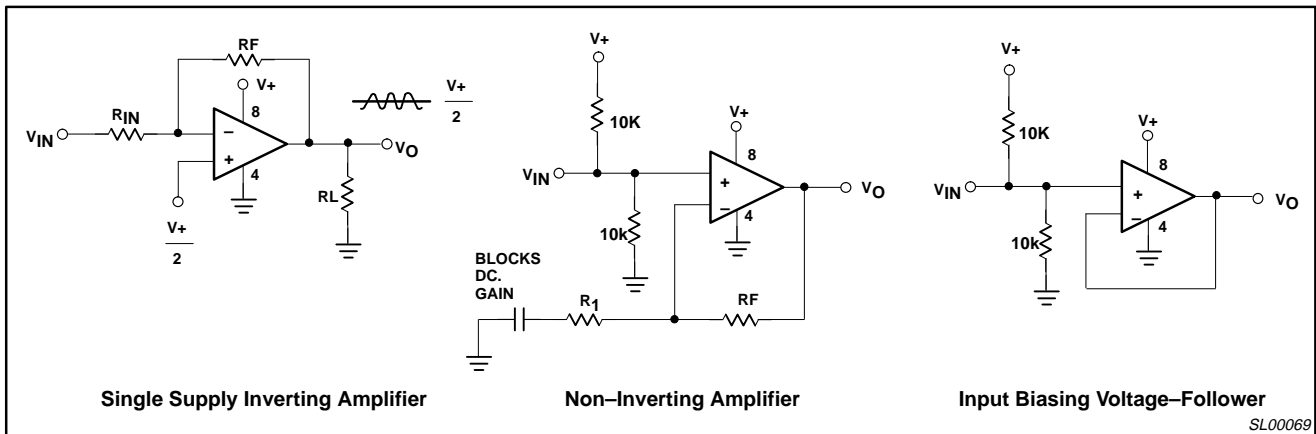 RF
V+
8
RIN
VIN
−
+
4
VO
RL
V+
2
V+
2
V+
10K
V+
8
VIN
+
−
4
VO
10k
BLOCKS
DC.
GAIN
R1
RF
V+
10K
V+
8
VIN
+
−
4
VO
10k
Single Supply Inverting Amplifier
Non–Inverting Amplifier
Input Biasing Voltage–Follower
SL00069